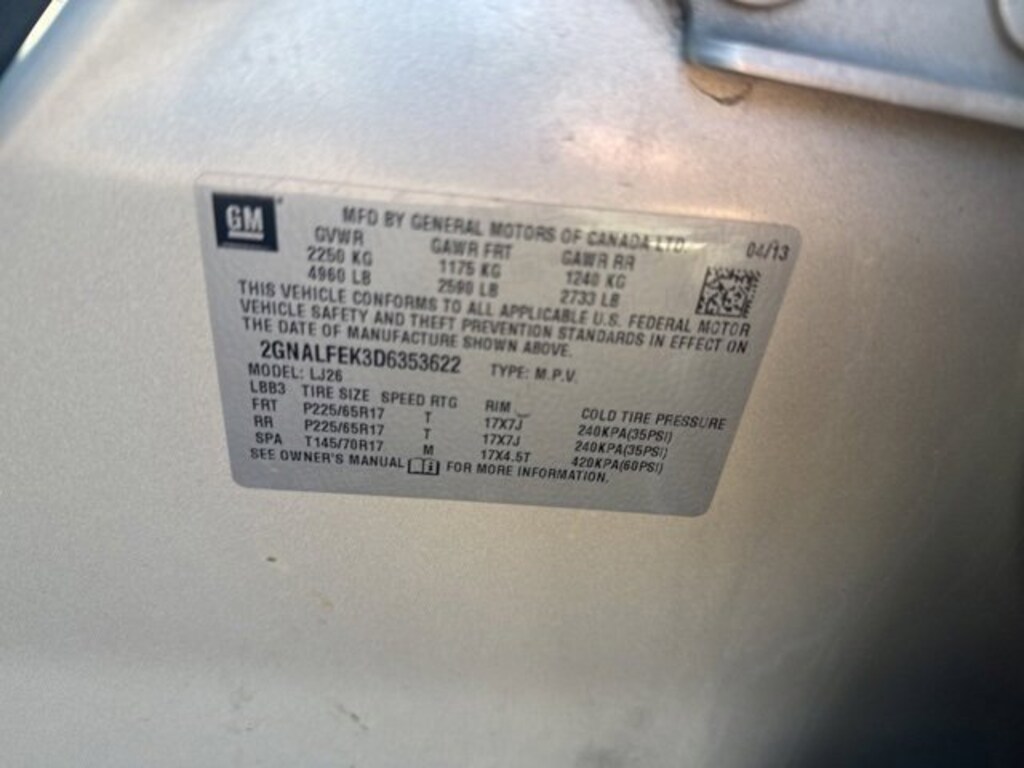 GM
MFD BY GENERAL MOTORS OF CANADA LTD. 04/13
GVWR GAWR FRT GAWR RR
2250 KG 1175 KG 1240 KG
4960 LB 2590 LB 2733 LB
THIS VEHICLE CONFORMS TO ALL APPLICABLE U.S. FEDERAL MOTOR
VEHICLE SAFETY AND THEFT PREVENTION STANDARDS IN EFFECT ON
THE DATE OF MANUFACTURE SHOWN ABOVE.
2GNALFEK3D6353622 TYPE: M.P.V.
MODEL: LJ26
LBB3 TIRE SIZE SPEED RTG RIM COLD TIRE PRESSURE
FRT P225/65R17 T 17X7J 240KPA(35PSI)
RR P225/65R17 T 17X7J 240KPA(35PSI)
SPA T145/70R17 M 17X4.5T 420KPA(60PSI)
SEE OWNER'S MANUAL FOR MORE INFORMATION.